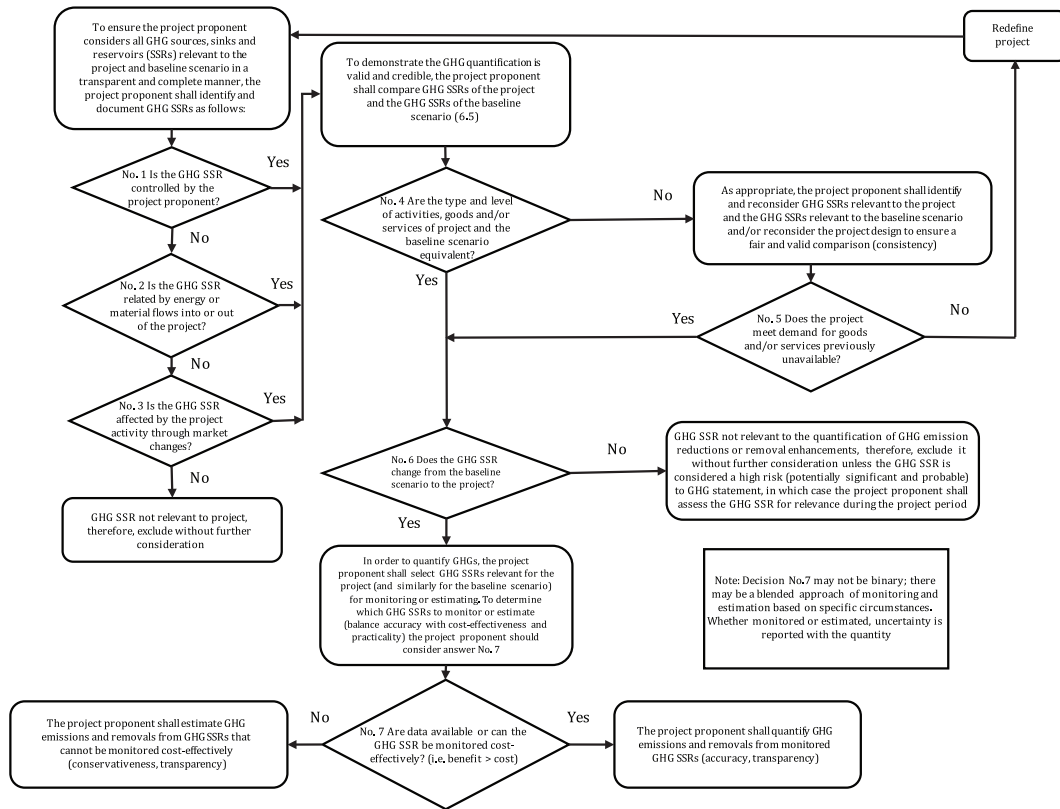 To ensure the project proponent
considers all GHG sources, sinks and
reservoirs (SSRs) relevant to the
project and baseline scenario in a
transparent and complete manner, the
project proponent shall identify and
document GHG SSRs as follows:
Yes
No. 1 Is the GHG SSR
controlled by the
project proponent?
No
No. 2 Is the GHG SSR
related by energy or
material flows into or out
of the project?
Yes
No
No. 3 Is the GHG SSR
affected by the project
activity through market
changes?
Yes
No
GHG SSR not relevant to project,
therefore, exclude without further
consideration
To demonstrate the GHG quantification is
valid and credible, the project proponent
shall compare GHG SSRs of the project
and the GHG SSRs of the baseline
scenario (6.5)
No. 4 Are the type and level
of activities, goods and/or
services of project and the
baseline scenario
equivalent?
No
Yes
Redefine
project
As appropriate, the project proponent shall identify
and reconsider GHG SSRs relevant to the project
and the GHG SSRs relevant to the baseline scenario
and/or reconsider the project design to ensure a
fair and valid comparison (consistency)
Yes
No. 5 Does the project
meet demand for goods
and/or services previously
unavailable?
No
No. 6 Does the GHG SSR
change from the baseline
scenario to the project?
No
Yes
GHG SSR not relevant to the quantification of GHG emission
reductions or removal enhancements, therefore, exclude it
without further consideration unless the GHG SSR is
considered a high risk (potentially significant and probable)
to GHG statement, in which case the project proponent shall
assess the GHG SSR for relevance during the project period
In order to quantify GHGs, the project
proponent shall select GHG SSRs relevant for the
project (and similarly for the baseline scenario)
for monitoring or estimating. To determine
which GHG SSRs to monitor or estimate
(balance accuracy with cost-effectiveness and
practicality) the project proponent should
consider answer No. 7
Note: Decision No.7 may not be binary; there
may be a blended approach of monitoring and
estimation based on specific circumstances.
Whether monitored or estimated, uncertainty is
reported with the quantity
The project proponent shall estimate GHG
emissions and removals from GHGSSRs that
cannot be monitored cost-effectively
(conservativeness, transparency)
No
No. 7 Are data available or can the
GHG SSR be monitored cost-
effectively? (i.e. benefit > cost)
Yes
The project proponent shall quantify GHG
emissions and removals from monitored
GHG SSRs (accuracy, transparency)